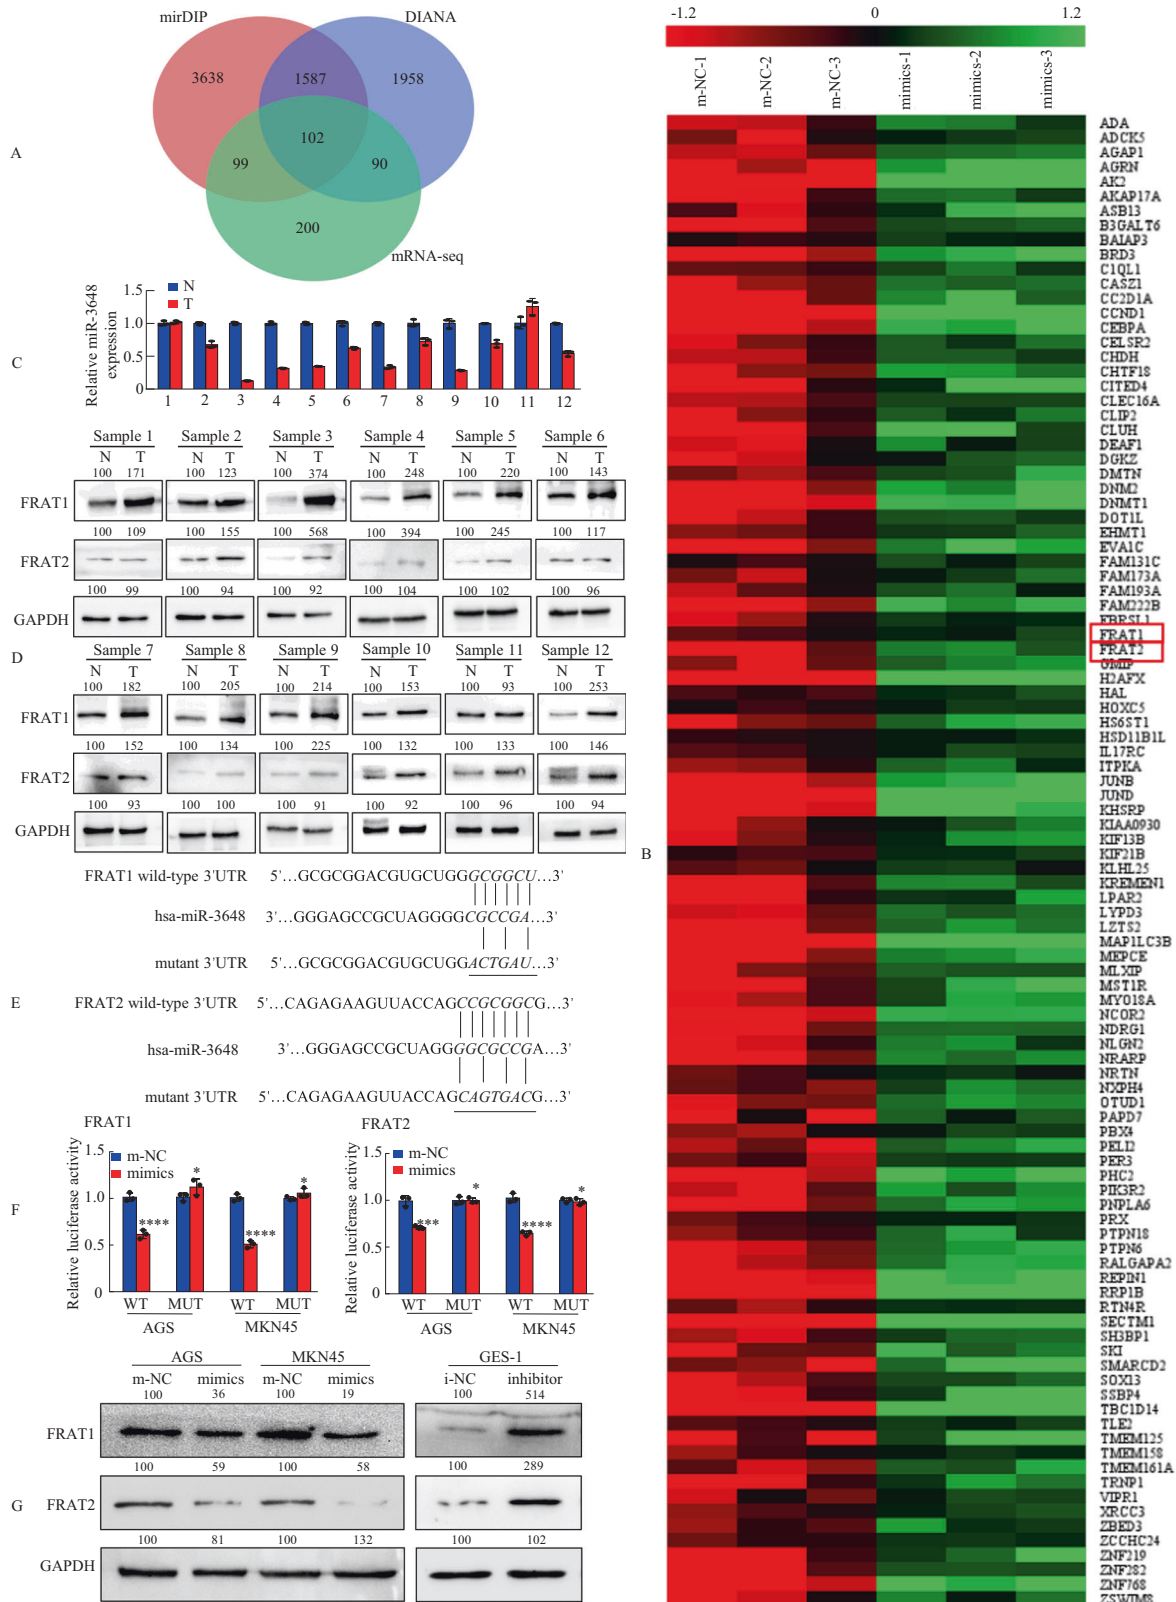 mirDIP
DIANA
3638
1587
1958
102
99
90
200
mRNA-seq
A
-1.2
0
1.2
m-NC-1
m-NC-2
m-NC-3
mimics-1
mimics-2
mimics-3
ADA
ADCK5
AGAP1
AGRN
AK2
AKAP17A
ASB13
B3GALT6
BAIAP3
BRD3
C1QL1
CASZ1
CC2D1A
CCND1
CEBPA
CELSR2
CHDH
CHTF18
CITED4
CLEC16A
CLIP2
CLUH
DEAF1
DGKZ
DMTN
DNM2
DNMT1
DOT1L
EHMT1
EVA1C
FAM131C
FAM173A
FAM193A
FAM222B
FBRSL1
FRAT1
FRAT2
GMIP
H2AFX
HAL
HOXC5
HS6ST1
HSD11B1L
IL17RC
ITPKA
JUNB
JUND
KHSRP
KIAA0930
KIF13B
KIF21B
KLHL25
KREMEN1
LPAR2
LYPD3
LZTS2
MAP1LC3B
MEPCE
MLXIP
MST1R
MYO18A
NCOR2
NDRG1
NLGN2
NRARP
NRTN
NXPH4
OTUD1
PAPD7
PBX4
PELI2
PER3
PHC2
PIK3R2
PNPLA6
PRX
PTPN18
PTPN6
RALGAPA2
REPIN1
RRP1B
RTN4R
SECTM1
SH3BP1
SKI
SMARCD2
SOX13
SSBP4
TBC1D14
TLE2
TMEM125
TMEM158
TMEM161A
TRNP1
VIPR1
XRCC3
ZBED3
ZCCHC24
ZNF219
ZNF282
ZNF768
ZSWIM8
B
C
Relative miR-3648
expression
1.5
1.0
0.5
0
N
T
1 2 3 4 5 6 7 8 9 10 11 12
Sample 1 Sample 2 Sample 3 Sample 4 Sample 5 Sample 6
N T N T N T N T N T N T
100 171 100 123 100 374 100 248 100 220 100 143
FRAT1
100 109 100 155 100 568 100 394 100 245 100 117
FRAT2
100 99 100 94 100 92 100 104 100 102 100 96
GAPDH
D
Sample 7 Sample 8 Sample 9 Sample 10 Sample 11 Sample 12
N T N T N T N T N T N T
100 182 100 205 100 214 100 153 100 93 100 253
FRAT1
100 152 100 134 100 225 100 132 100 133 100 146
FRAT2
100 93 100 100 100 91 100 92 100 96 100 94
GAPDH
FRAT1 wild-type 3'UTR 5'...GCGCGGACGUGCUGGGCGGCU...3'
hsa-miR-3648 3'...GGGAGCCGCUAGGGGCGCCGA...3'
mutant 3'UTR 5'...GCGCGGACGUGCUGGACTGAU...3'
E
FRAT2 wild-type 3'UTR 5'...CAGAGAAGUUACCAGCCGCGGCG...3'
hsa-miR-3648 3'...GGGAGCCGCUAGGGGCGCCGA...3'
mutant 3'UTR 5'...CAGAGAAGUUACCAGCAGTGACG...3'
F
FRAT1
Relative luciferase activity
1.5
1.0
0.5
0
m-NC
mimics
**** * **** *
WT MUT WT MUT
AGS MKN45
FRAT2
Relative luciferase activity
1.5
1.0
0.5
0
m-NC
mimics
*** * **** *
WT MUT WT MUT
AGS MKN45
G
AGS MKN45 GES-1
m-NC mimics m-NC mimics i-NC inhibitor
100 36 100 19 100 514
FRAT1
100 59 100 58 100 289
FRAT2
100 81 100 132 100 102
GAPDH